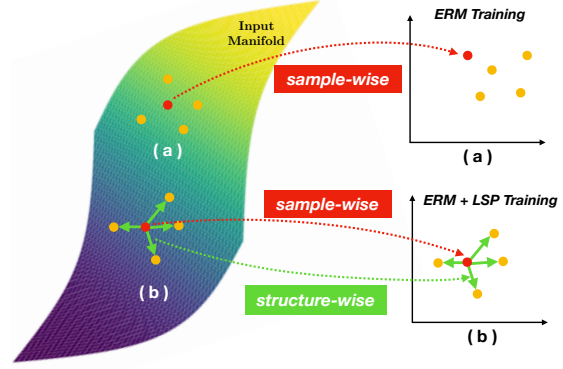 Input
Manifold
ERM Training
sample-wise
( a )
( a )
sample-wise
ERM + LSP Training
( b )
structure-wise
( b )